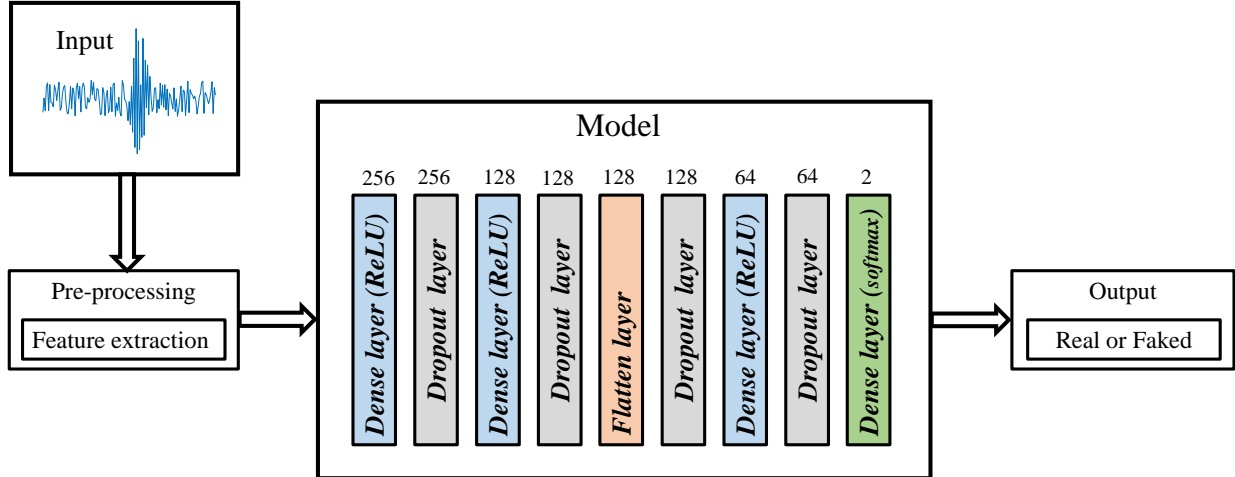 Input
Pre-processing
Feature extraction
Model
256 256 128 128 128 128 64 64 2
Dense layer (ReLU)
Dropout layer
Dense layer (ReLU)
Dropout layer
Flatten layer
Dropout layer
Dense layer (ReLU)
Dropout layer
Dense layer (softmax)
Output
Real or Faked